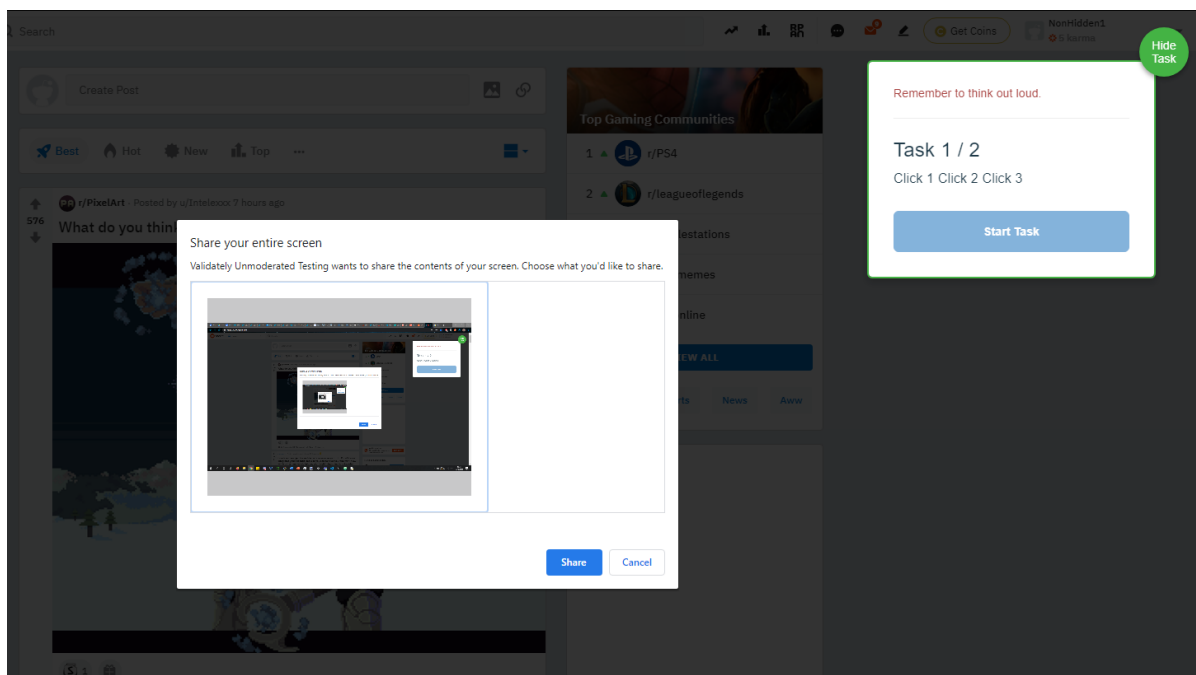 Search
Get Coins
NonHidden1
5 karma
Hide
Task
Create Post
Best
Hot
New
Top
Top Gaming Communities
1 r/PS4
2 r/leagueoflegends
lestations
memes
nline
EW ALL
ts
News
Aww
576
r/PixelArt · Posted by u/Intelexxx 7 hours ago
What do you thin
Share your entire screen
Validately Unmoderated Testing wants to share the contents of your screen. Choose what you'd like to share.
Share
Cancel
S 1
Remember to think out loud.
Task 1 / 2
Click 1 Click 2 Click 3
Start Task